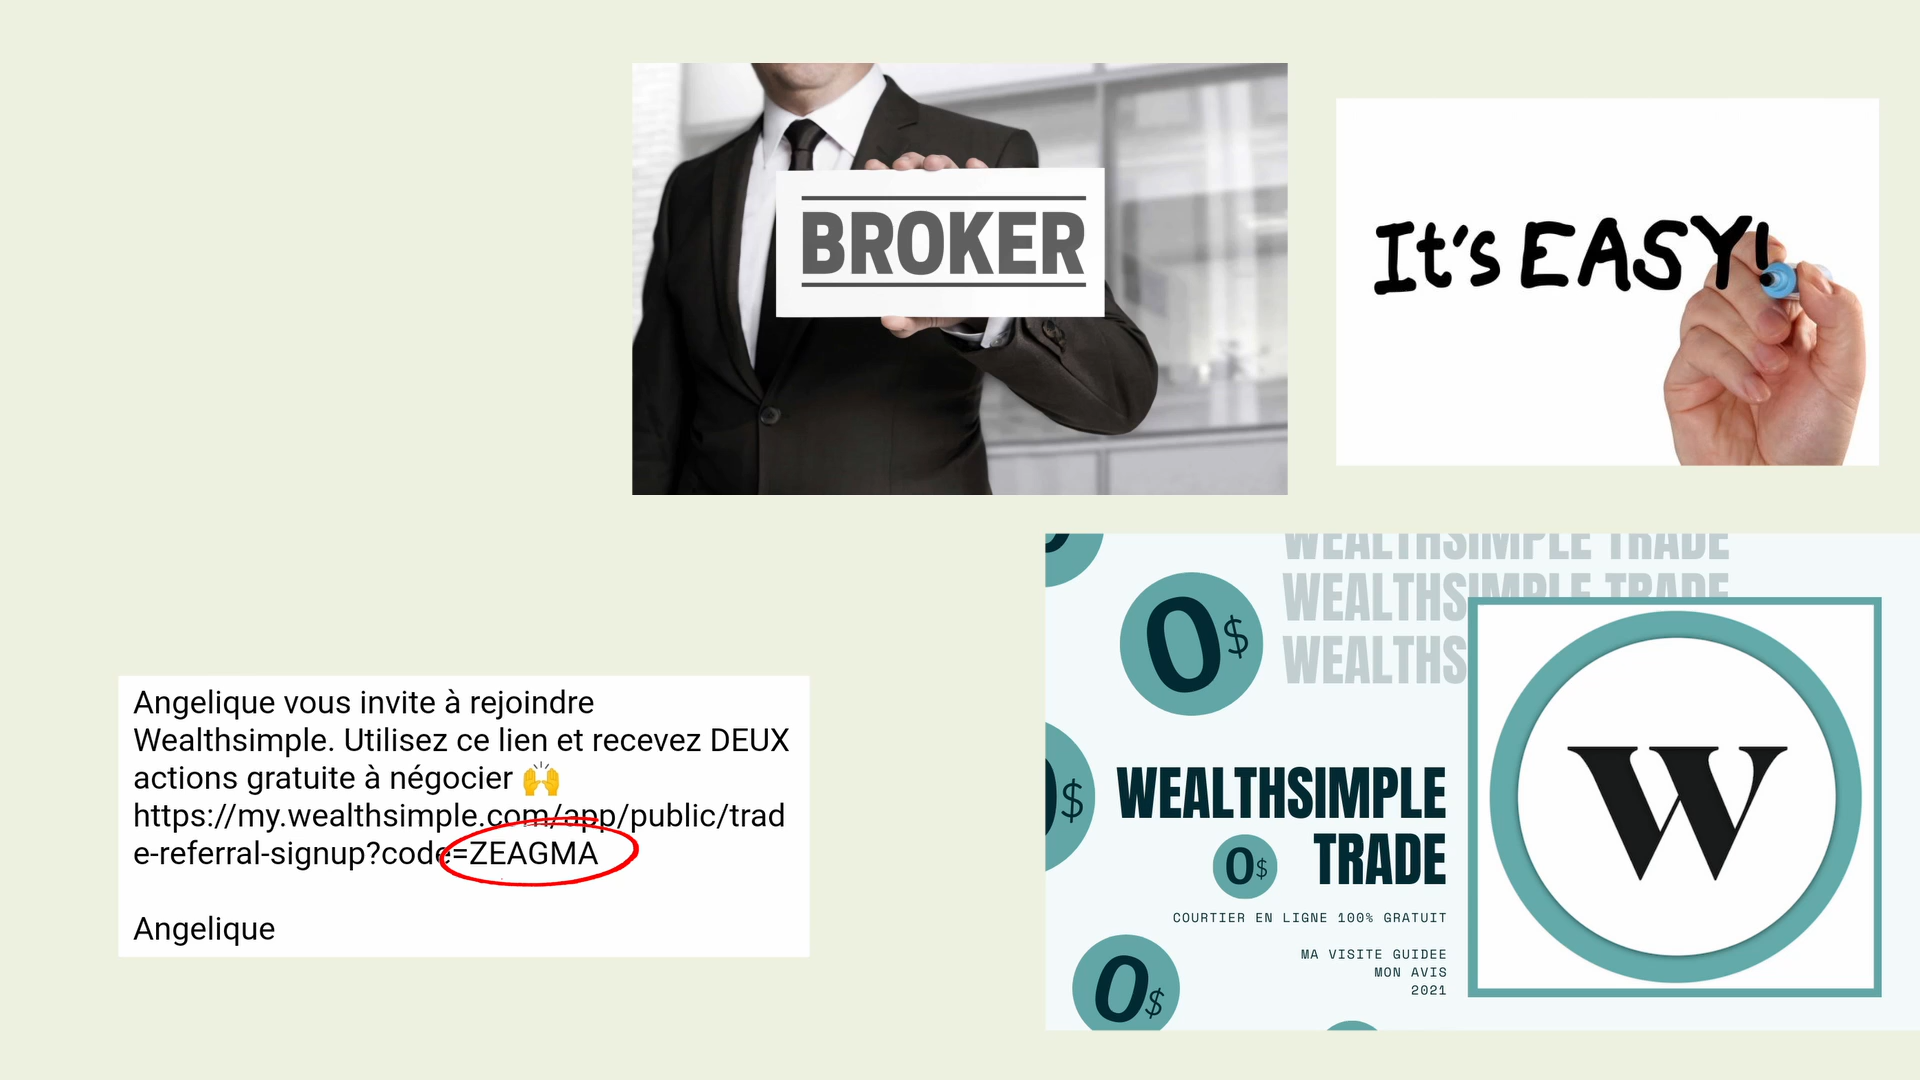 BROKER
It's EASY!
Angelique vous invite à rejoindre
Wealthsimple. Utilisez ce lien et recevez DEUX
actions gratuite à négocier 🙌
https://my.wealthsimple.com/app/public/trad
e-referral-signup?code=ZEAGMA
Angelique
WEALTHSIMPLE TRADE
WEALTHSIMPLE TRADE
WEALTHS
0$
$
WEALTHSIMPLE
TRADE
0$
COURTIER EN LIGNE 100% GRATUIT
MA VISITE GUIDEE
MON AVIS
2021
0$
W